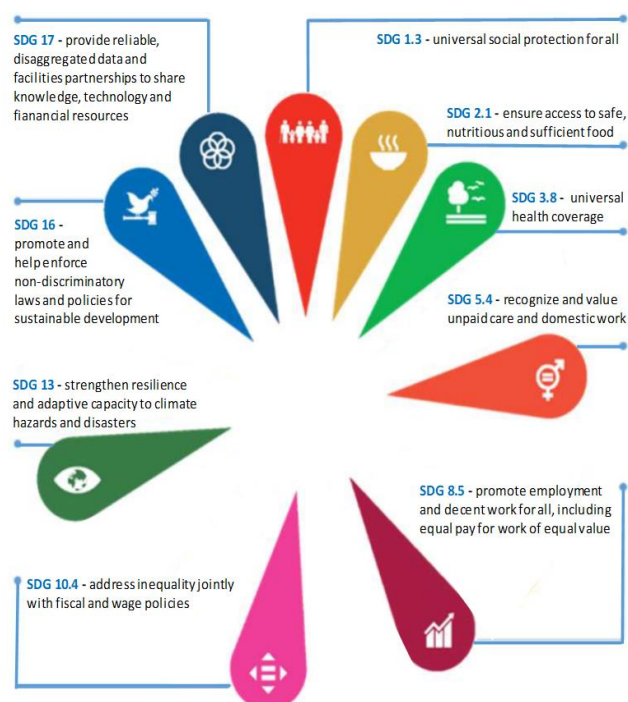 SDG 17 - provide reliable,
disaggregated data and
facilities partnerships to share
knowledge, technology and
fianancial resources
SDG 1.3 - universal social protection for all
SDG 2.1 - ensure access to safe,
nutritious and sufficient food
SDG 3.8 - universal
health coverage
SDG 16 -
promote and
help enforce
non-discriminatory
laws and policies for
sustainable development
SDG 5.4 - recognize and value
unpaid care and domestic work
SDG 13 - strengthen resilience
and adaptive capacity to climate
hazards and disasters
SDG 8.5 - promote employment
and decent work for all, including
equal pay for work of equal value
SDG 10.4 - address inequality jointly
with fiscal and wage policies